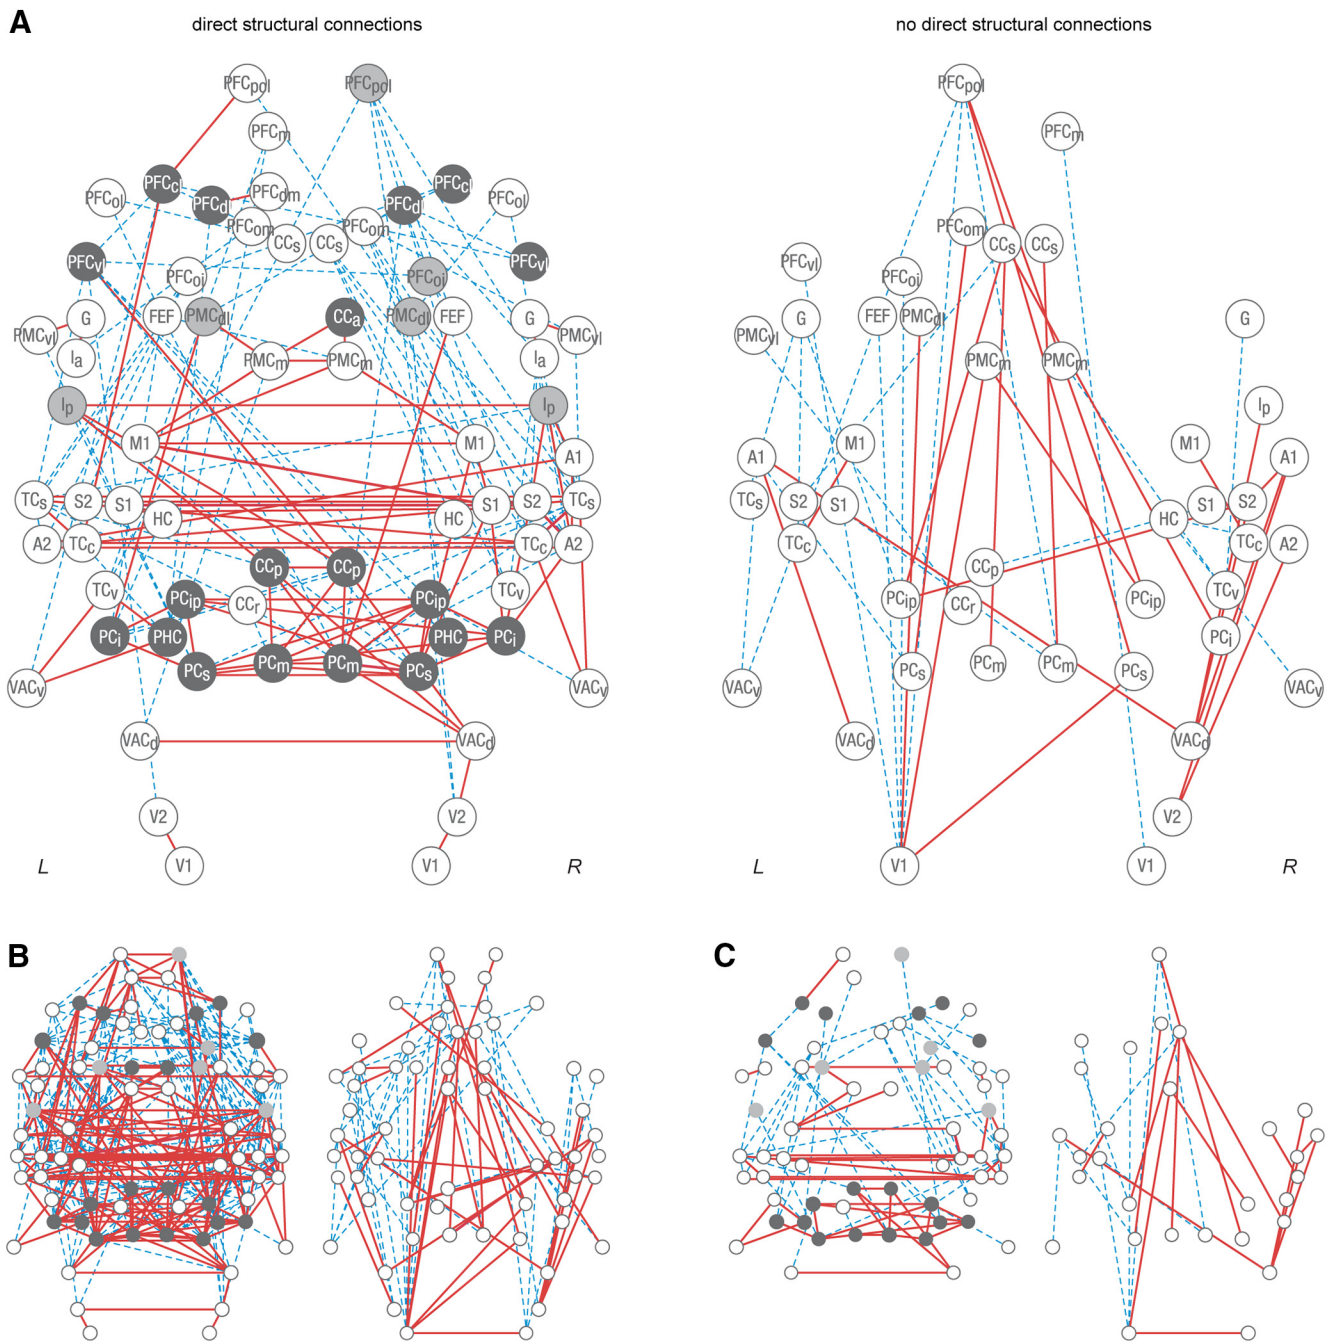 A
direct structural connections
no direct structural connections
PFCpol PFCpol
PFCm
PFCcl PFCcl
PFCol PFCdl PFCdm PFCdl PFCol
PFCom PFCom
CCs CCs
PFCvl PFCvl
PFCoi PFCoi
G FEF PMCdl CCa PMCdl FEF G
PMCvl PMCvl
Ia PMCm PMCm Ia
Ip Ip
M1 M1
A1
TCs S2 S1 HC HC S1 S2 TCs
A2 TCc TCc A2
CCp CCp
TCv PCip CCr PCip TCv
PCi PHC PHC PCi
PCs PCm PCm PCs
VACv VACv
VACd VACd
V2 V2
V1 V1
L R
PFCpol
PFCm
PFCom CCs CCs
PFCvl PFCoi
PMCvl G FEF PMCdl G
PMCm PMCm
Ip
A1 M1 M1 A1
TCs S2 S1 HC S1 S2
TCc TCc A2
CCp
PCip CCr PCip TCv
PCi
PCs PCm PCm PCs
VACv VACv
VACd VACd
V2
V1 V1
L R
B
C